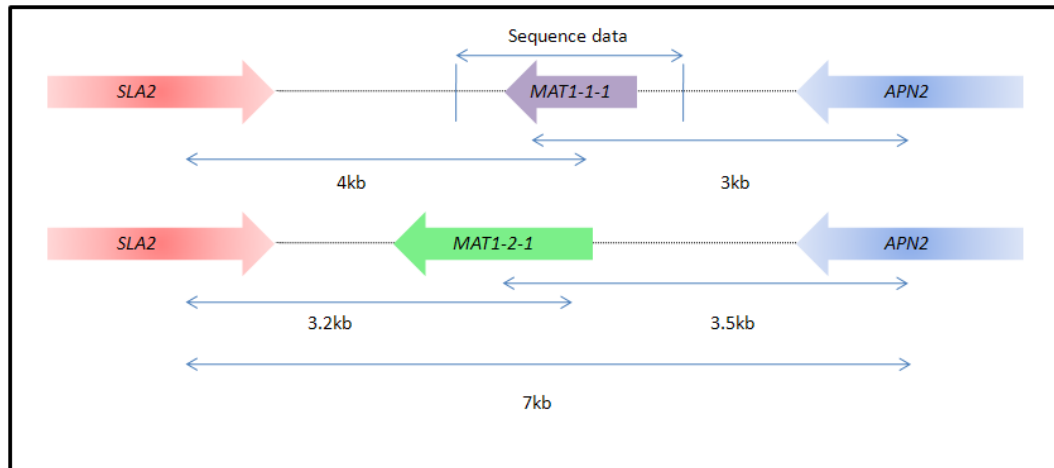 Sequence data
SLA2 MAT1-1-1 APN2
4kb 3kb
SLA2 MAT1-2-1 APN2
3.2kb 3.5kb
7kb